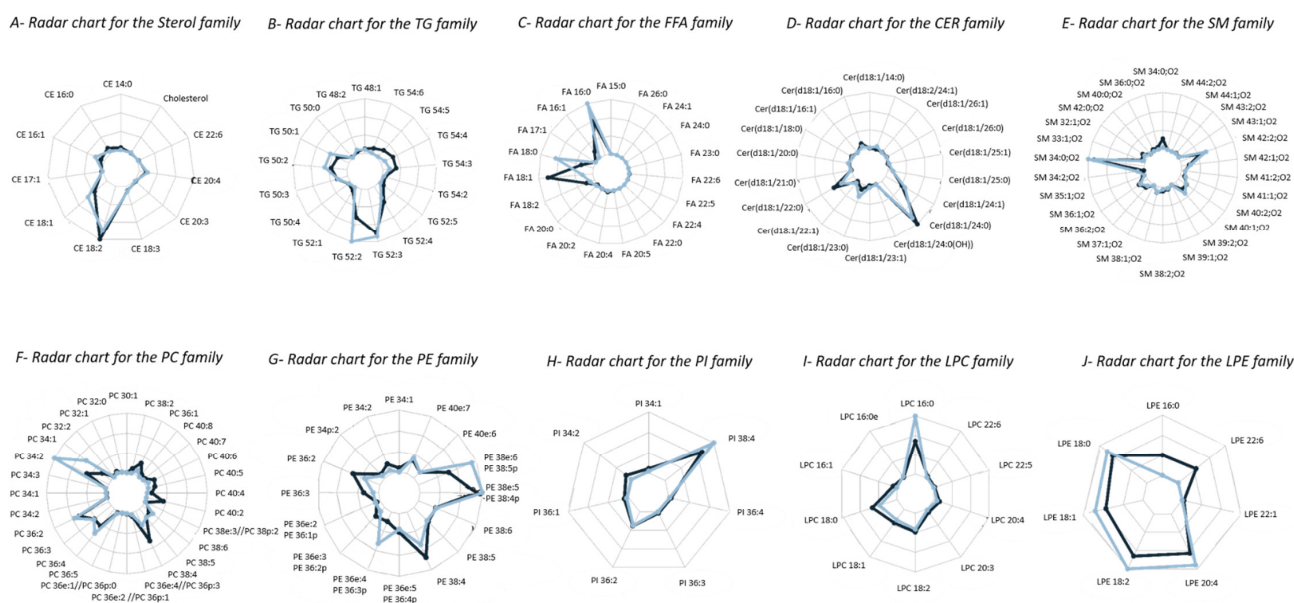 A- Radar chart for the Sterol family
CE 14:0
Cholesterol
CE 22:6
CE 20:4
CE 20:3
CE 18:3
CE 18:2
CE 18:1
CE 17:1
CE 16:1
CE 16:0
B- Radar chart for the TG family
TG 48:1
TG 54:6
TG 54:5
TG 54:4
TG 54:3
TG 54:2
TG 52:5
TG 52:4
TG 52:3
TG 52:2
TG 52:1
TG 50:4
TG 50:3
TG 50:2
TG 50:1
TG 50:0
TG 48:2
C- Radar chart for the FFA family
FA 15:0
FA 26:0
FA 24:1
FA 24:0
FA 23:0
FA 22:6
FA 22:5
FA 22:4
FA 22:0
FA 20:5
FA 20:4
FA 20:2
FA 20:0
FA 18:2
FA 18:1
FA 18:0
FA 17:1
FA 16:1
FA 16:0
D- Radar chart for the CER family
Cer(d18:1/14:0)
Cer(d18:2/24:1)
Cer(d18:1/26:1)
Cer(d18:1/26:0)
Cer(d18:1/25:1)
Cer(d18:1/25:0)
Cer(d18:1/24:1)
Cer(d18:1/24:0)
Cer(d18:1/24:0(OH))
Cer(d18:1/23:1)
Cer(d18:1/23:0)
Cer(d18:1/22:1)
Cer(d18:1/22:0)
Cer(d18:1/21:0)
Cer(d18:1/20:0)
Cer(d18:1/18:0)
Cer(d18:1/16:1)
Cer(d18:1/16:0)
E- Radar chart for the SM family
SM 34:0;O2
SM 44:2;O2
SM 44:1;O2
SM 43:2;O2
SM 43:1;O2
SM 42:2;O2
SM 42:1;O2
SM 41:2;O2
SM 41:1;O2
SM 40:2;O2
SM 40:1;O2
SM 39:2;O2
SM 39:1;O2
SM 38:2;O2
SM 38:1;O2
SM 37:1;O2
SM 36:2;O2
SM 36:1;O2
SM 35:1;O2
SM 34:2;O2
SM 34:0;O2
SM 33:1;O2
SM 32:1;O2
SM 42:0;O2
SM 40:0;O2
SM 36:0;O2
F- Radar chart for the PC family
PC 30:1
PC 38:2
PC 36:1
PC 40:8
PC 40:7
PC 40:6
PC 40:5
PC 40:4
PC 40:2
PC 38e:3//PC 38p:2
PC 38:6
PC 38:5
PC 38:4
PC 36e:4//PC 36p:3
PC 36e:2 //PC 36p:1
PC 36e:1//PC 36p:0
PC 36:5
PC 36:4
PC 36:3
PC 36:2
PC 34:2
PC 34:1
PC 34:3
PC 34:2
PC 34:1
PC 32:2
PC 32:1
PC 32:0
G- Radar chart for the PE family
PE 34:1
PE 40e:7
PE 40e:6
PE 38e:6
PE 38:5p
PE 38e:5
PE 38:4p
PE 38:6
PE 38:5
PE 38:4
PE 36e:5
PE 36:4p
PE 36e:4
PE 36:3p
PE 36e:3
PE 36:2p
PE 36e:2
PE 36:1p
PE 36:3
PE 36:2
PE 34p:2
PE 34:2
H- Radar chart for the PI family
PI 34:1
PI 38:4
PI 36:4
PI 36:3
PI 36:2
PI 36:1
PI 34:2
I- Radar chart for the LPC family
LPC 16:0
LPC 22:6
LPC 22:5
LPC 20:4
LPC 20:3
LPC 18:2
LPC 18:1
LPC 18:0
LPC 16:1
LPC 16:0e
J- Radar chart for the LPE family
LPE 16:0
LPE 22:6
LPE 22:1
LPE 20:4
LPE 18:2
LPE 18:1
LPE 18:0